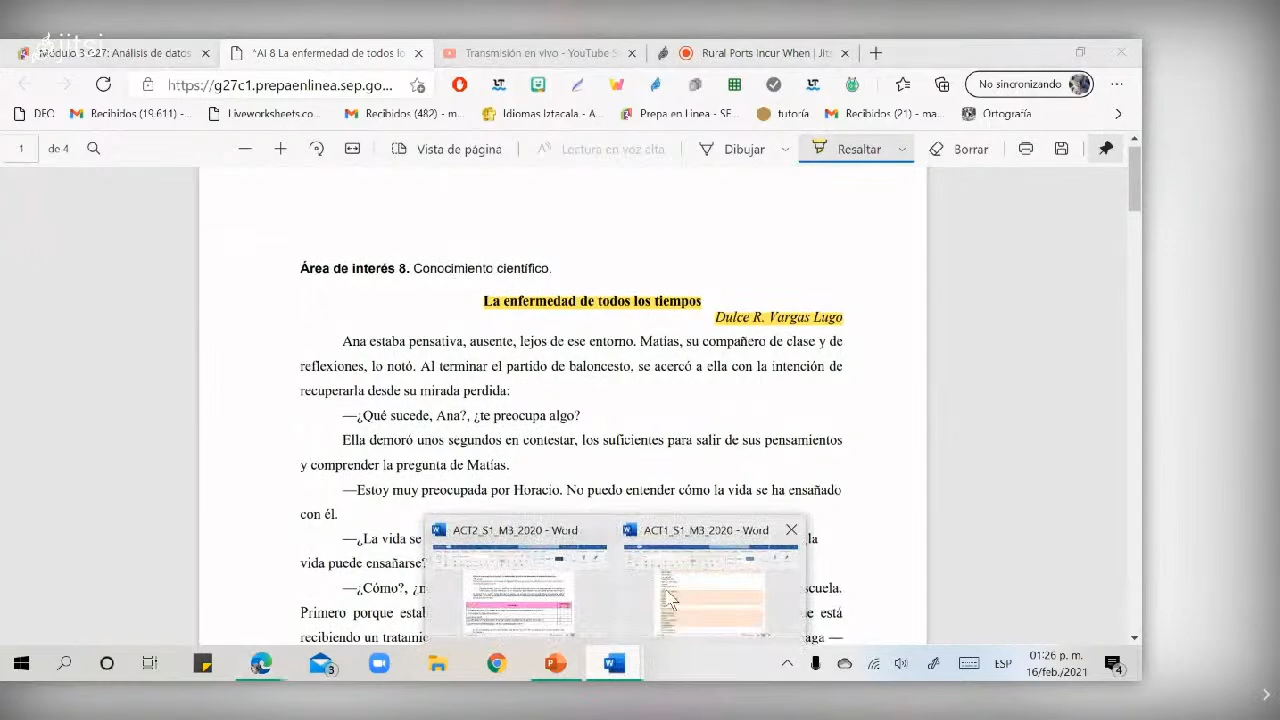 jitsi
Módulo 3 G27: Análisis de datos
*AI 8 La enfermedad de todos lo
Transmisión en vivo - YouTube S
Rural Ports Incur When | Jits
https://g27c1.prepaenlinea.sep.go...
No sincronizando
DEC
Recibidos (19,611) -
Liveworksheets.co...
Recibidos (482) - m...
Idiomas Iztacala - A...
Prepa en Línea - SE...
tutoría
Recibidos (21) - ma...
Ortografía
1 de 4
Vista de página
Lectura en voz alta
Dibujar
Resaltar
Borrar
Área de interés 8. Conocimiento científico.
La enfermedad de todos los tiempos
Dulce R. Vargas Lugo
Ana estaba pensativa, ausente, lejos de ese entorno. Matías, su compañero de clase y de
reflexiones, lo notó. Al terminar el partido de baloncesto, se acercó a ella con la intención de
recuperarla desde su mirada perdida:
—¿Qué sucede, Ana?, ¿te preocupa algo?
Ella demoró unos segundos en contestar, los suficientes para salir de sus pensamientos
y comprender la pregunta de Matías.
—Estoy muy preocupada por Horacio. No puedo entender cómo la vida se ha ensañado
con él.
—¿La vida se la
vida puede ensañarse
—¿Cómo?, ¿n cuela.
Primero porque estab e está
recibiendo un tratamie aga —
ACT2_S1_M3_2020 - Word
ACT1_S1_M3_2020 - Word
3
ESP
01:26 p. m.
16/feb./2021
4